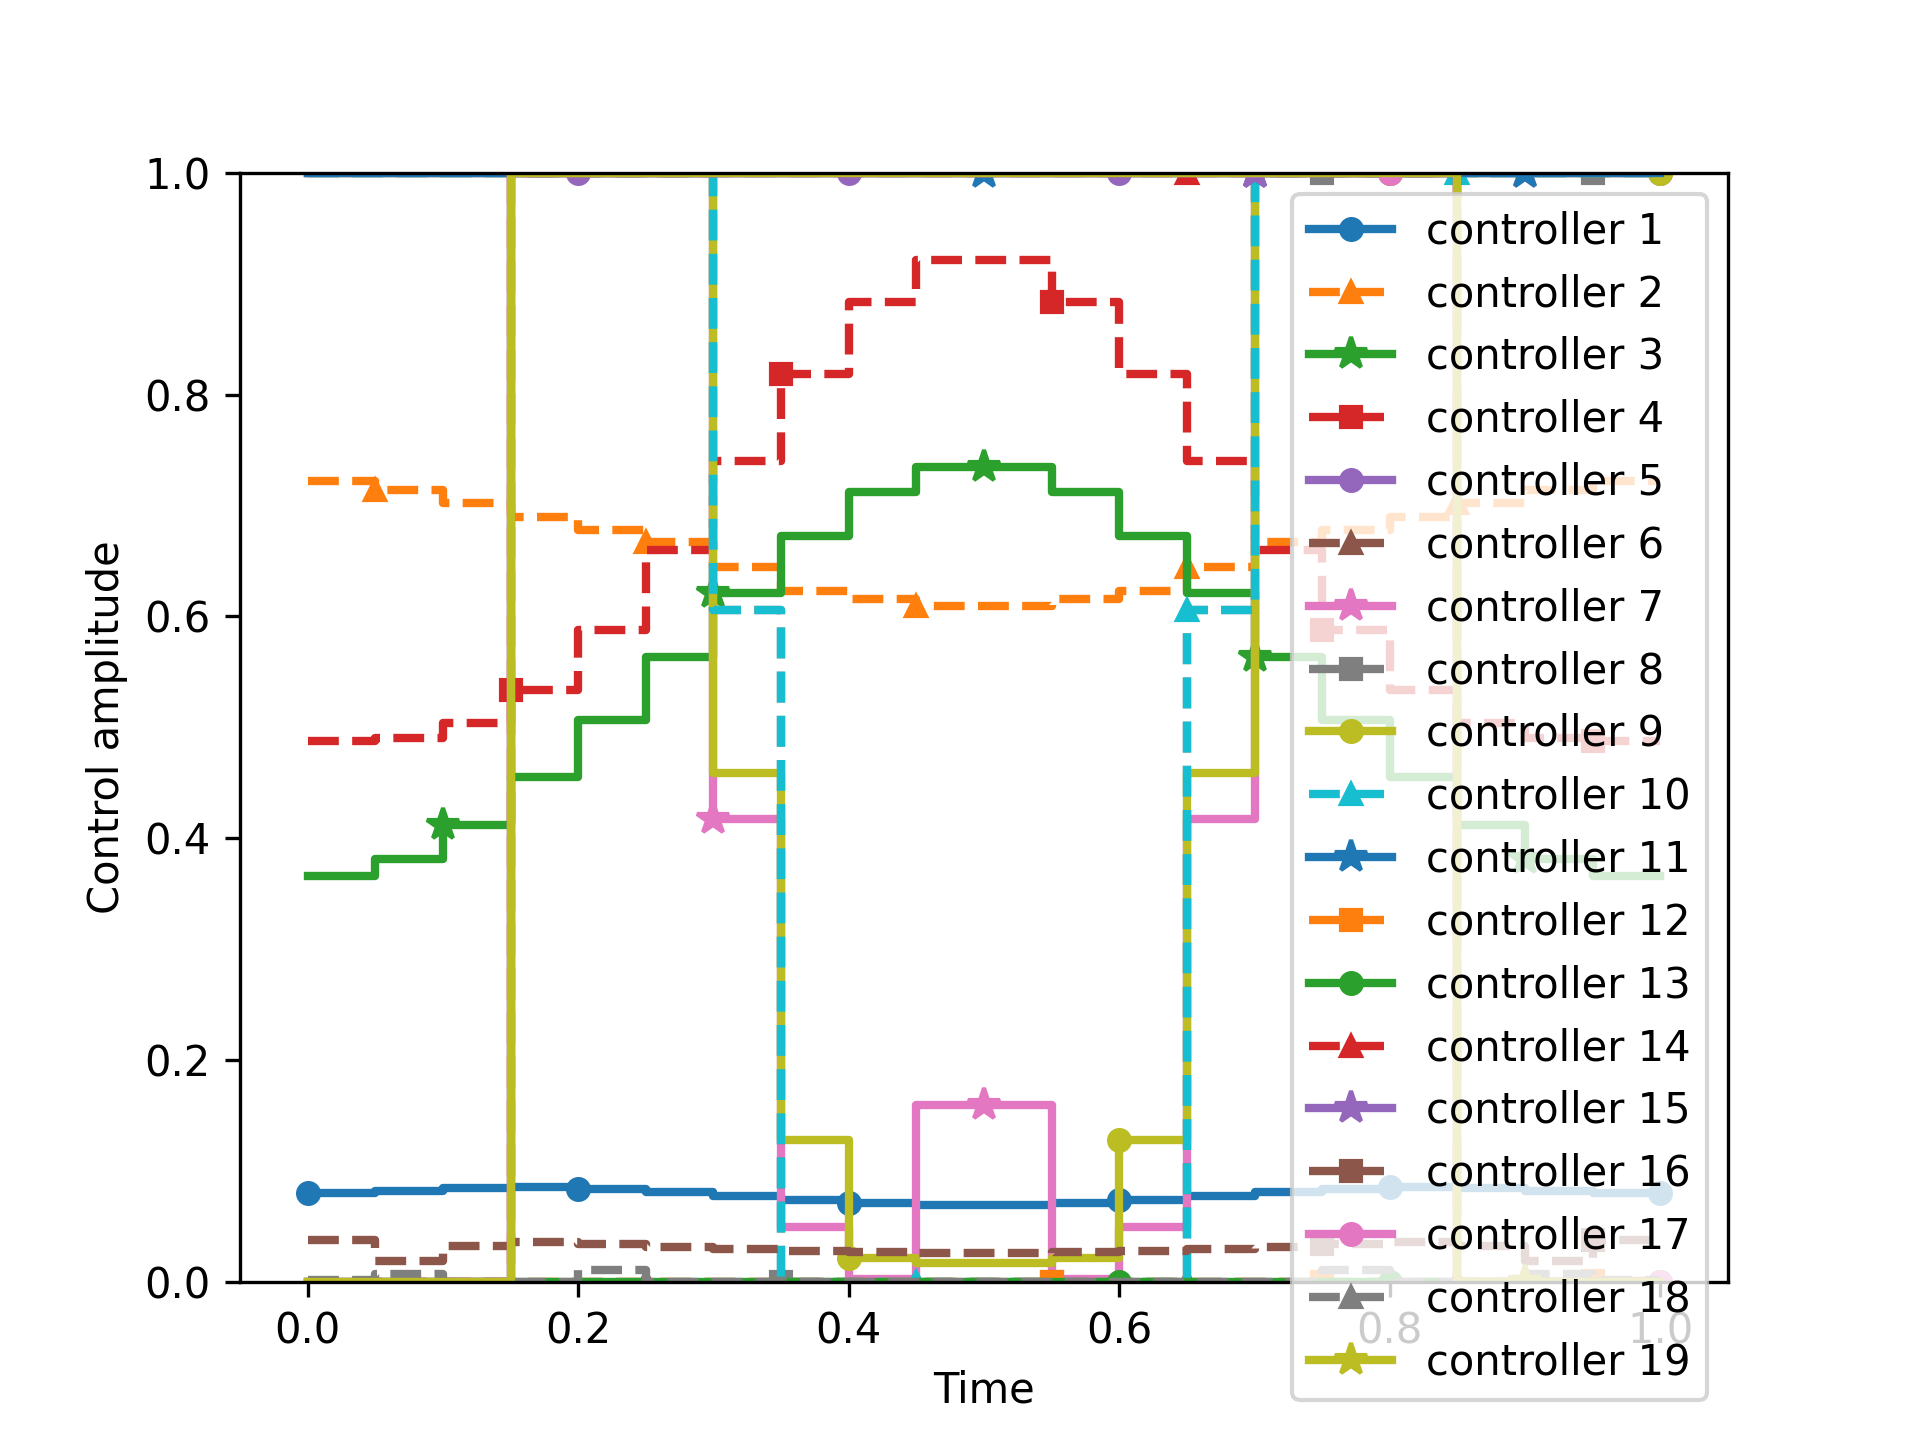 1.0
0.8
0.6
0.4
0.2
0.0
Control amplitude
0.0 0.2 0.4 0.6 0.8 1.0
Time
controller 1
controller 2
controller 3
controller 4
controller 5
controller 6
controller 7
controller 8
controller 9
controller 10
controller 11
controller 12
controller 13
controller 14
controller 15
controller 16
controller 17
controller 18
controller 19